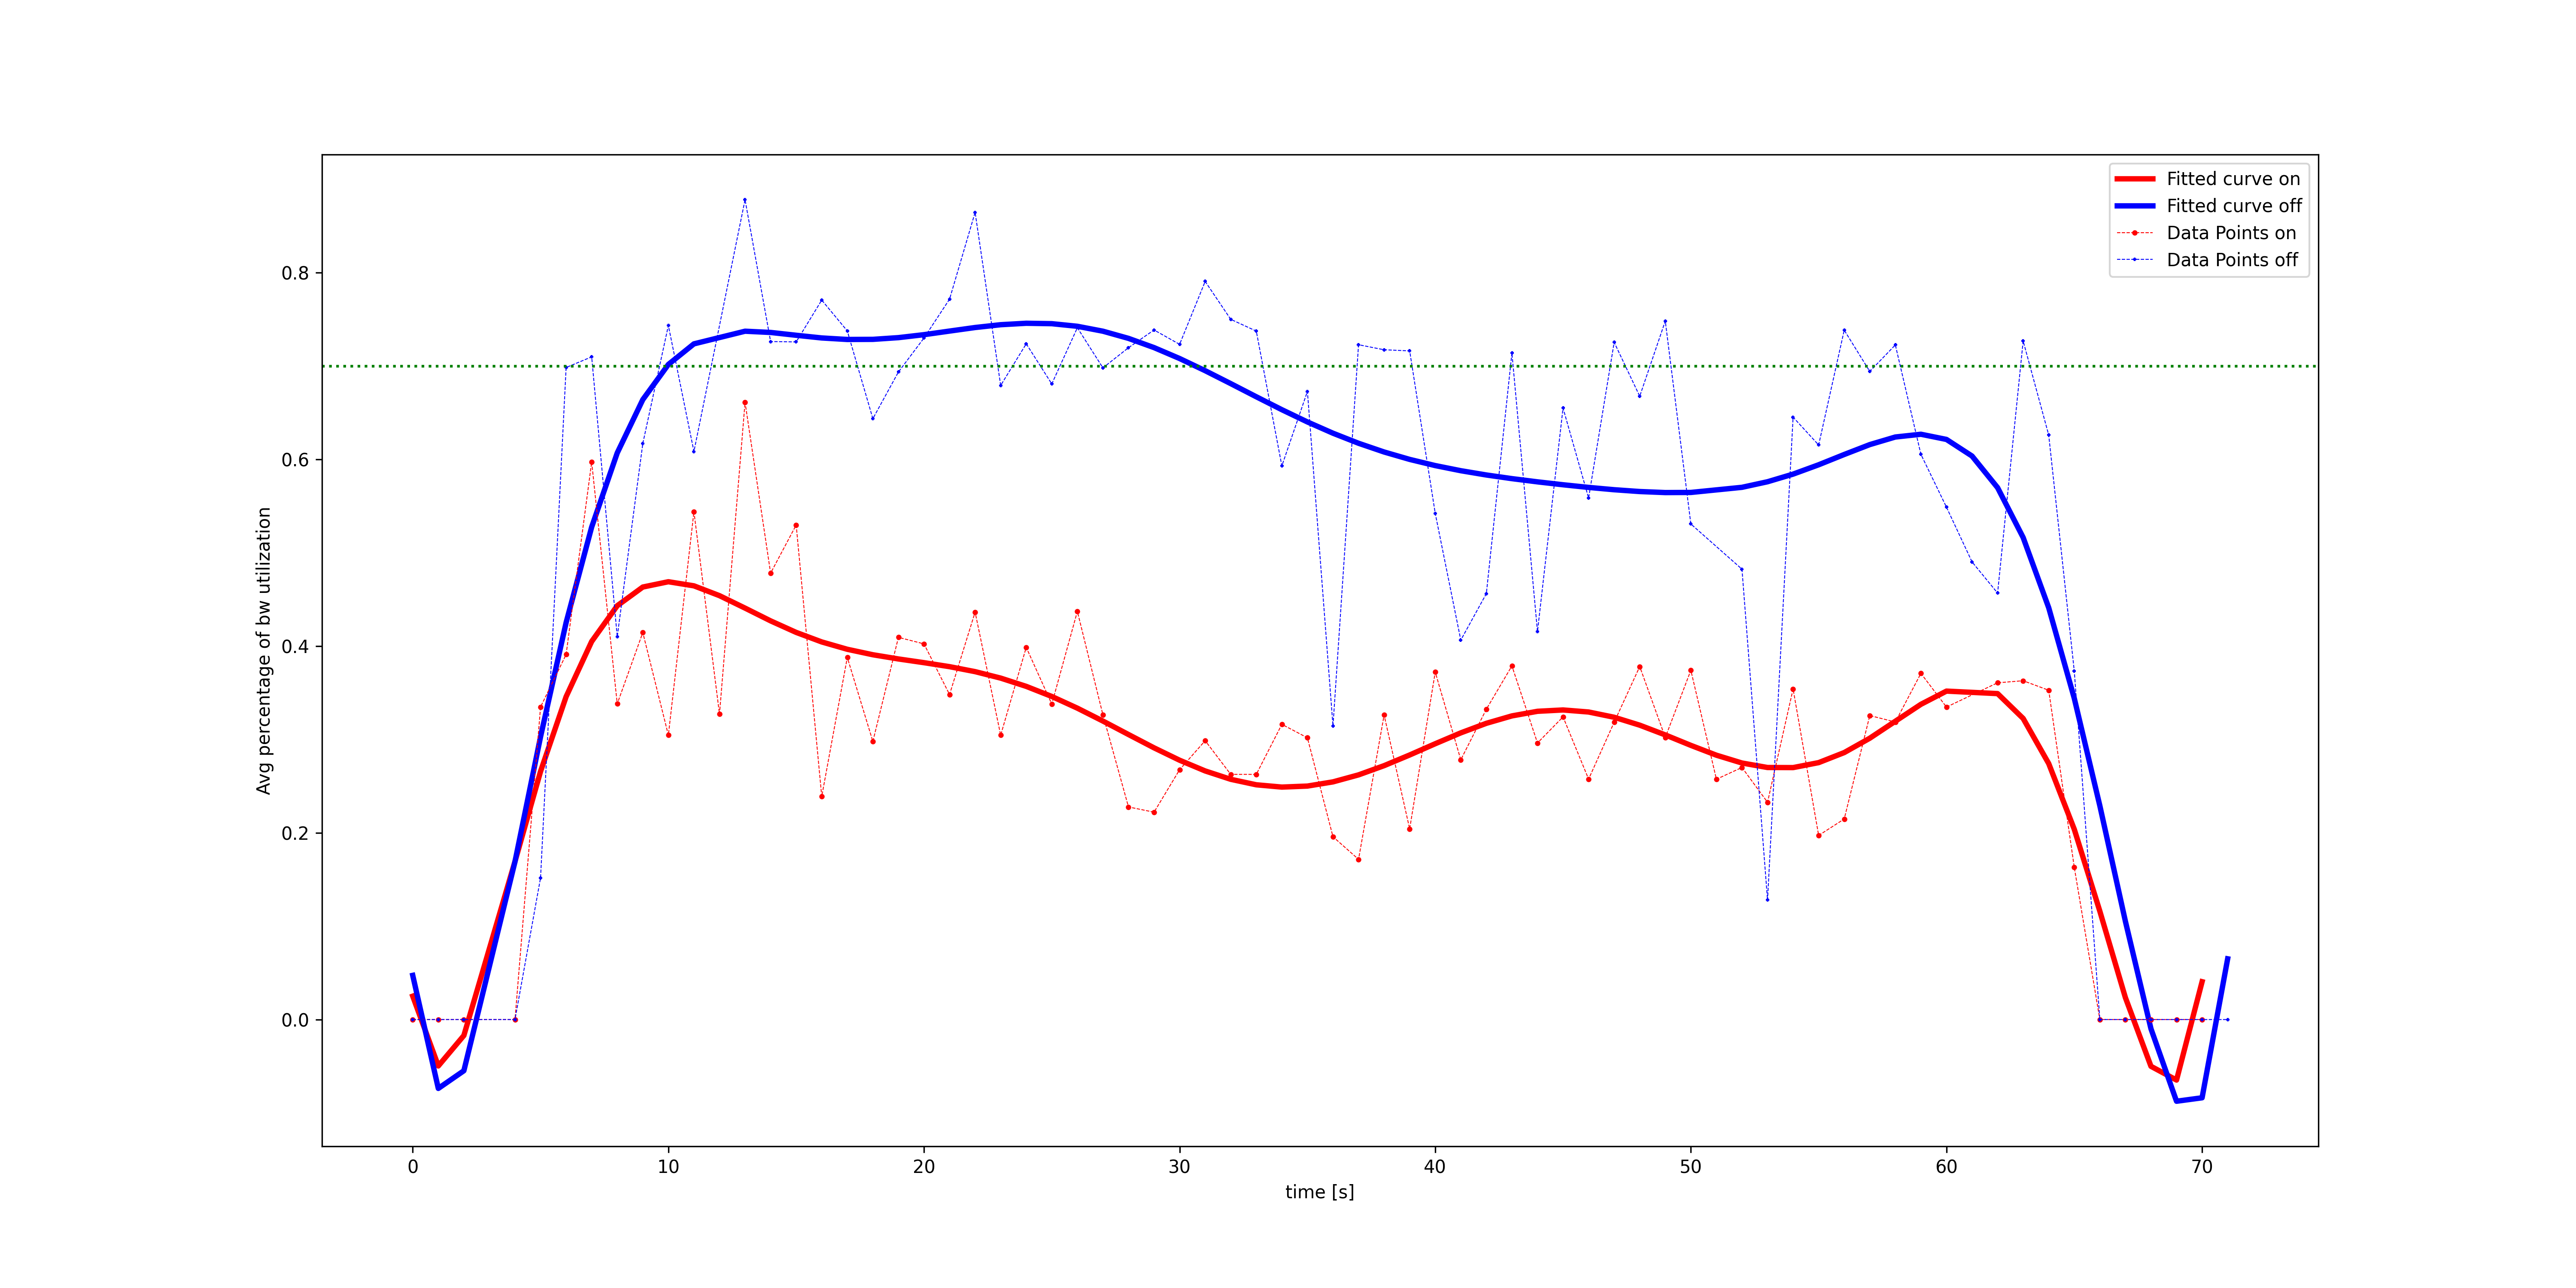 Fitted curve on
Fitted curve off
Data Points on
Data Points off
0.8
0.6
0.4
0.2
0.0
Avg percentage of bw utilization
0 10 20 30 40 50 60 70
time [s]